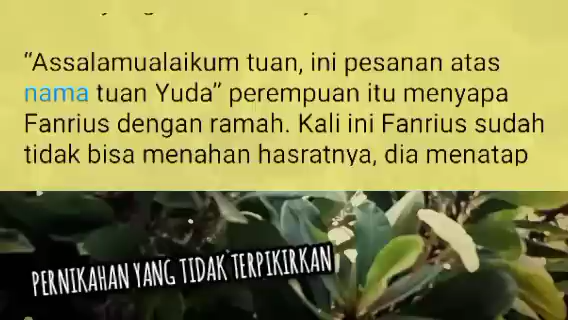 “Assalamualaikum tuan, ini pesanan atas
nama tuan Yuda” perempuan itu menyapa
Fanrius dengan ramah. Kali ini Fanrius sudah
tidak bisa menahan hasratnya, dia menatap
PERNIKAHAN YANG TIDAK TERPIKIRKAN